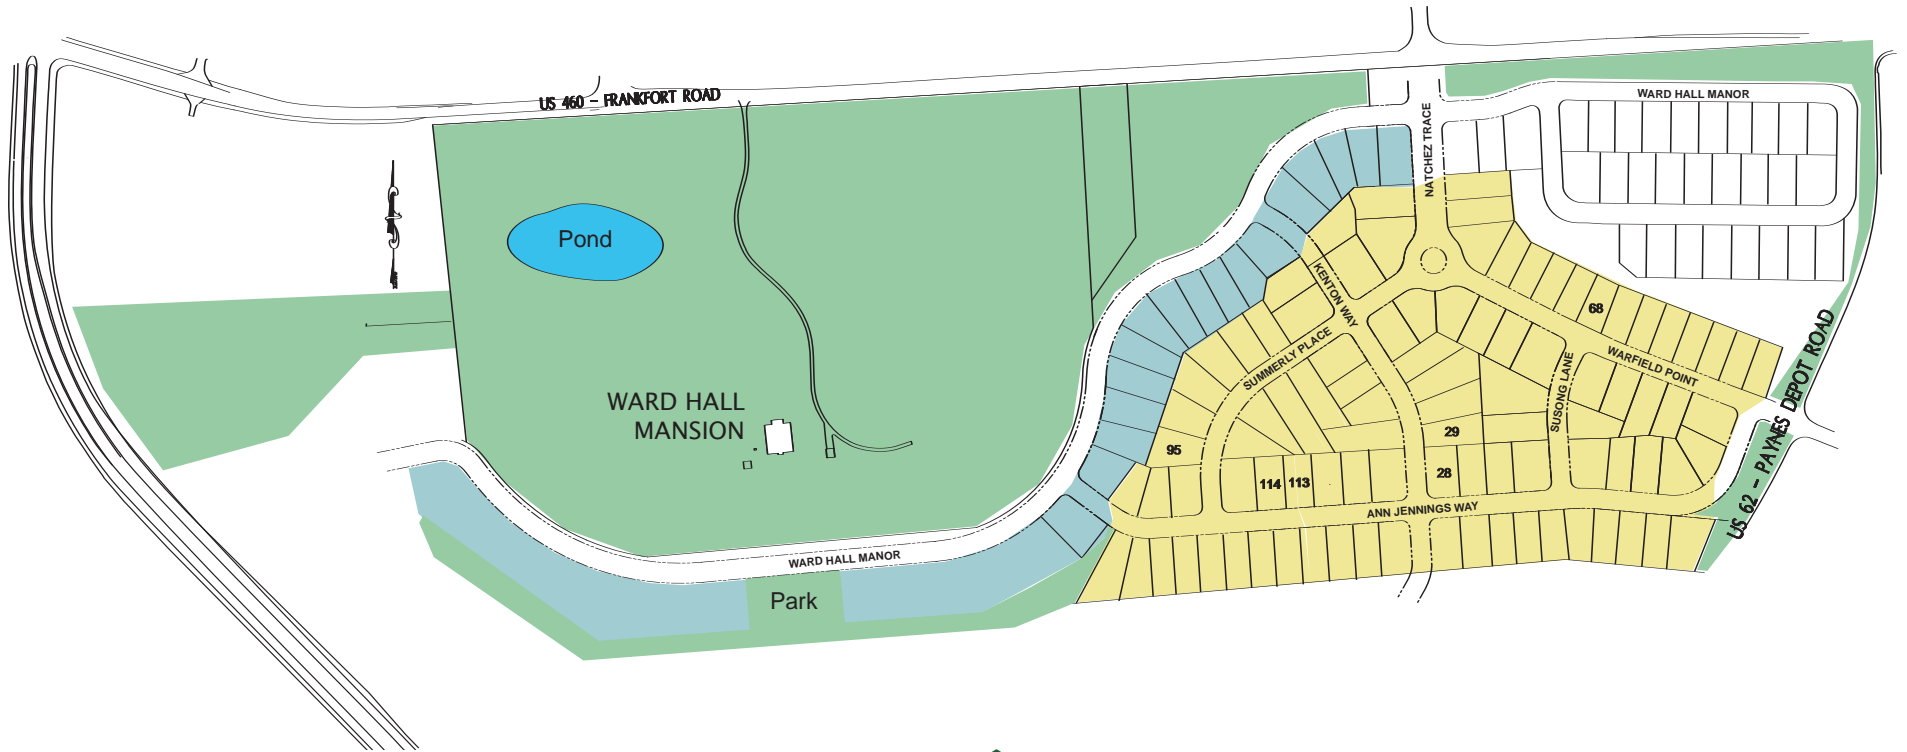 US 460 - FRANKFORT ROAD
WARD HALL MANOR
NATCHEZ TRACE
Pond
KENTON WAY
68
SUMMERLY PLACE
WARFIELD POINT
SUSONG LANE
US 62 - PAYNES DEPOT ROAD
WARD HALL
MANSION
29
95
28
114
113
ANN JENNINGS WAY
WARD HALL MANOR
Park